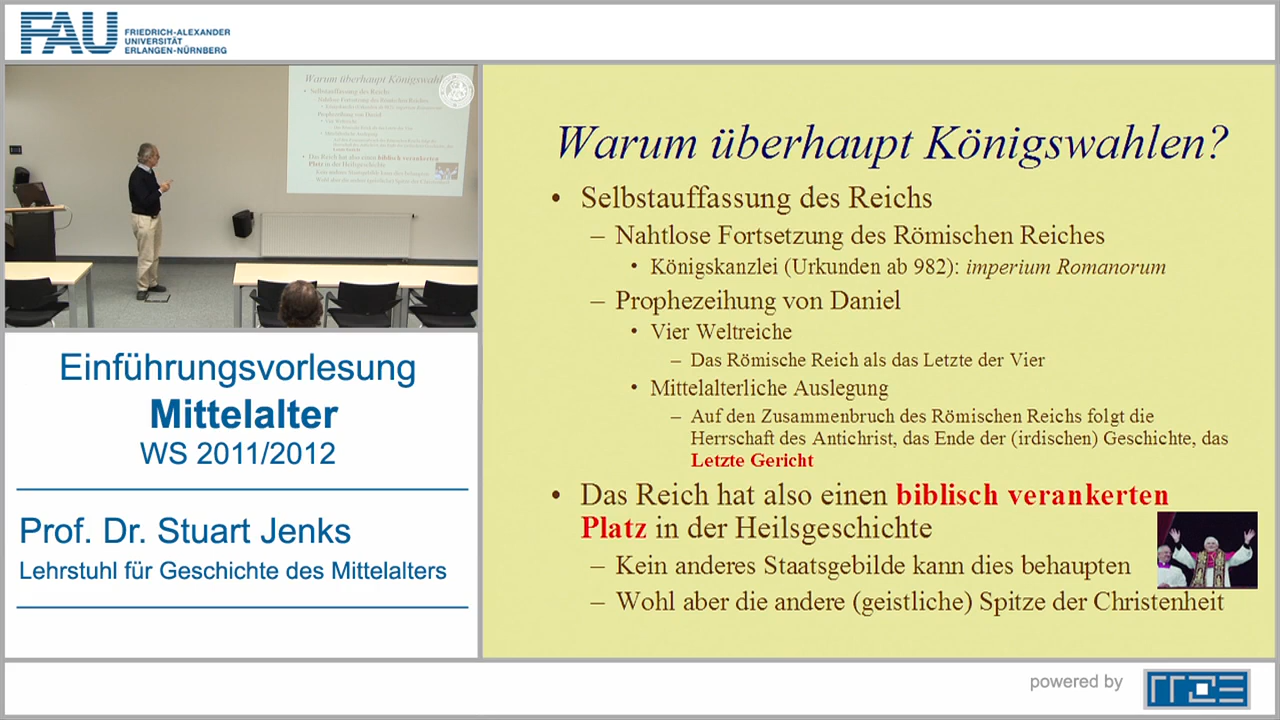 FAU FRIEDRICH-ALEXANDER
UNIVERSITÄT
ERLANGEN-NÜRNBERG
Warum überhaupt Königswahlen?
• Selbstauffassung des Reichs
– Nahtlose Fortsetzung des Römischen Reiches
• Königskanzlei (Urkunden ab 982): imperium Romanorum
– Prophezeihung von Daniel
• Vier Weltreiche
– Das Römische Reich als das Letzte der Vier
• Mittelalterliche Auslegung
– Auf den Zusammenbruch des Römischen Reichs folgt die
Herrschaft des Antichrist, das Ende der (irdischen) Geschichte, das
Letzte Gericht
• Das Reich hat also einen biblisch verankerten
Platz in der Heilsgeschichte
– Kein anderes Staatsgebilde kann dies behaupten
– Wohl aber die andere (geistliche) Spitze der Christenheit
Einführungsvorlesung
Mittelalter
WS 2011/2012
Prof. Dr. Stuart Jenks
Lehrstuhl für Geschichte des Mittelalters
powered by
rrze